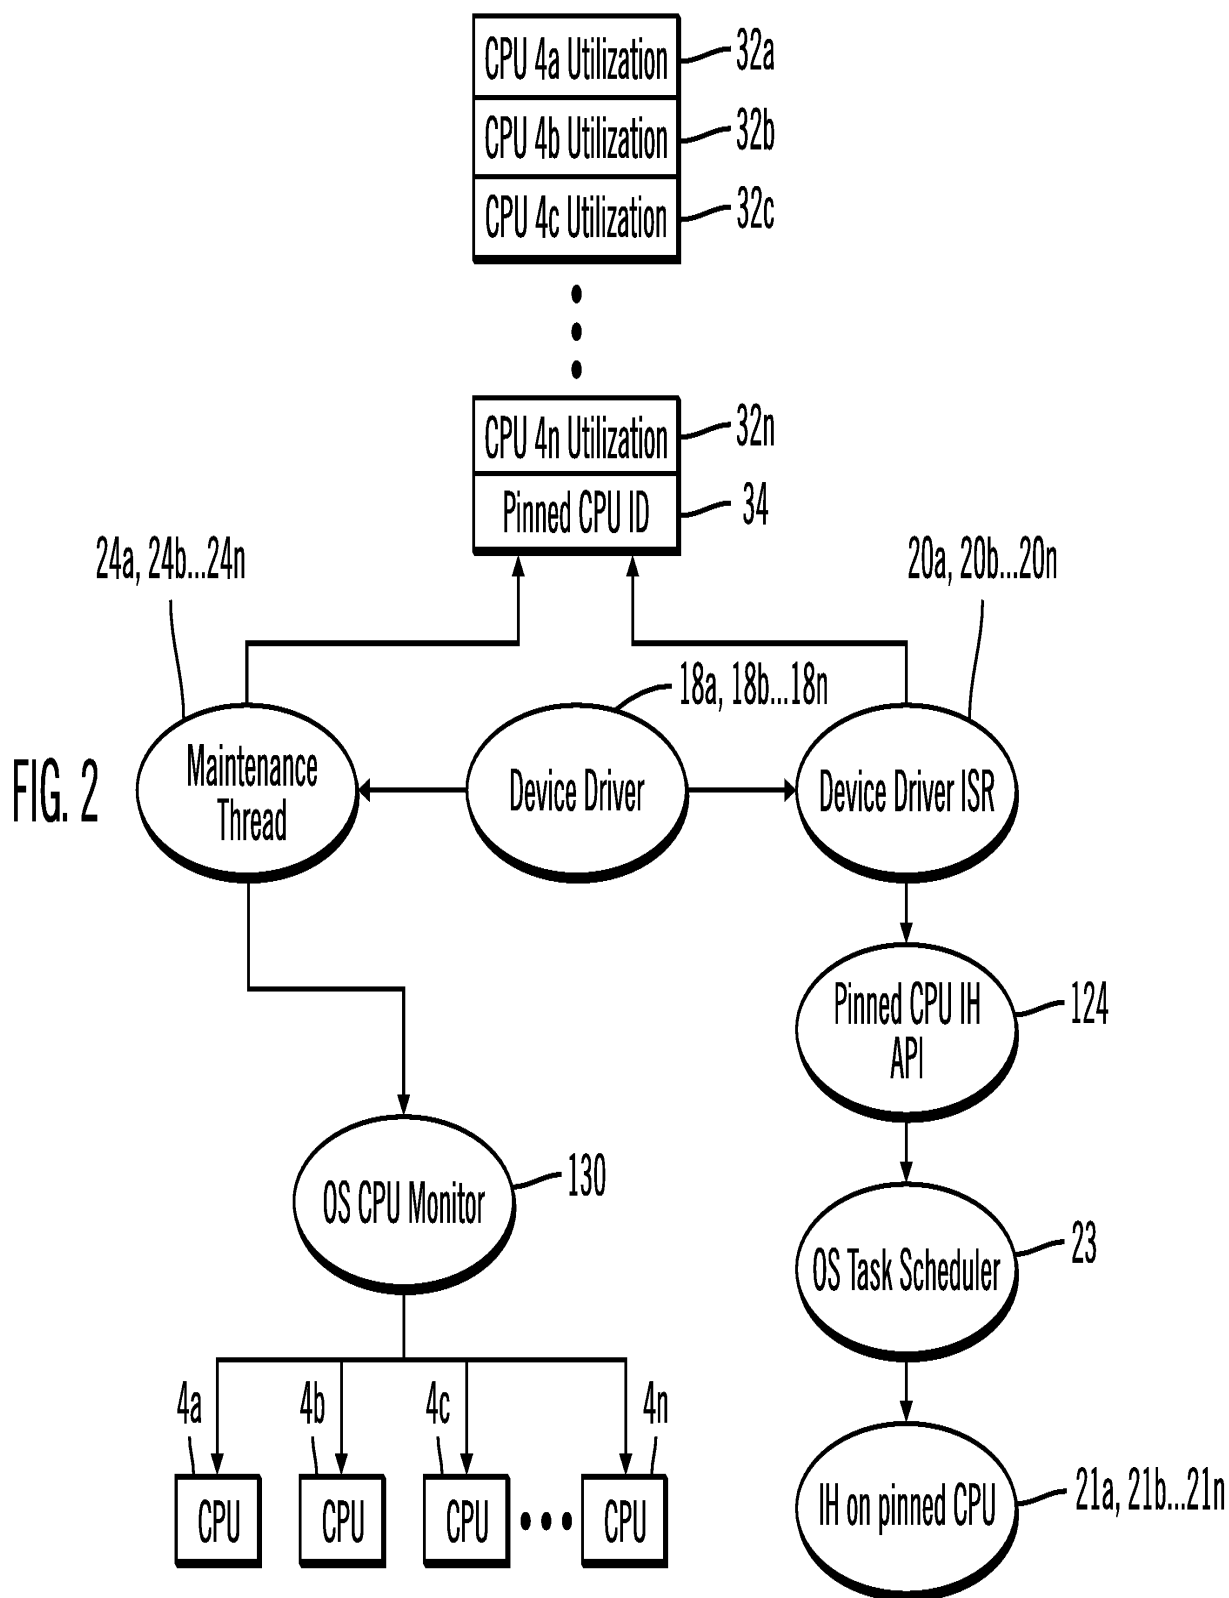 CPU 4a Utilization
32a
CPU 4b Utilization
32b
CPU 4c Utilization
32c
CPU 4n Utilization
32n
Pinned CPU ID
34
24a, 24b...24n
20a, 20b...20n
18a, 18b...18n
FIG. 2
Maintenance
Thread
Device Driver
Device Driver ISR
Pinned CPU IH
API
124
OS CPU Monitor
130
OS Task Scheduler
23
4a
4b
4c
4n
CPU
CPU
CPU
CPU
IH on pinned CPU
21a, 21b...21n